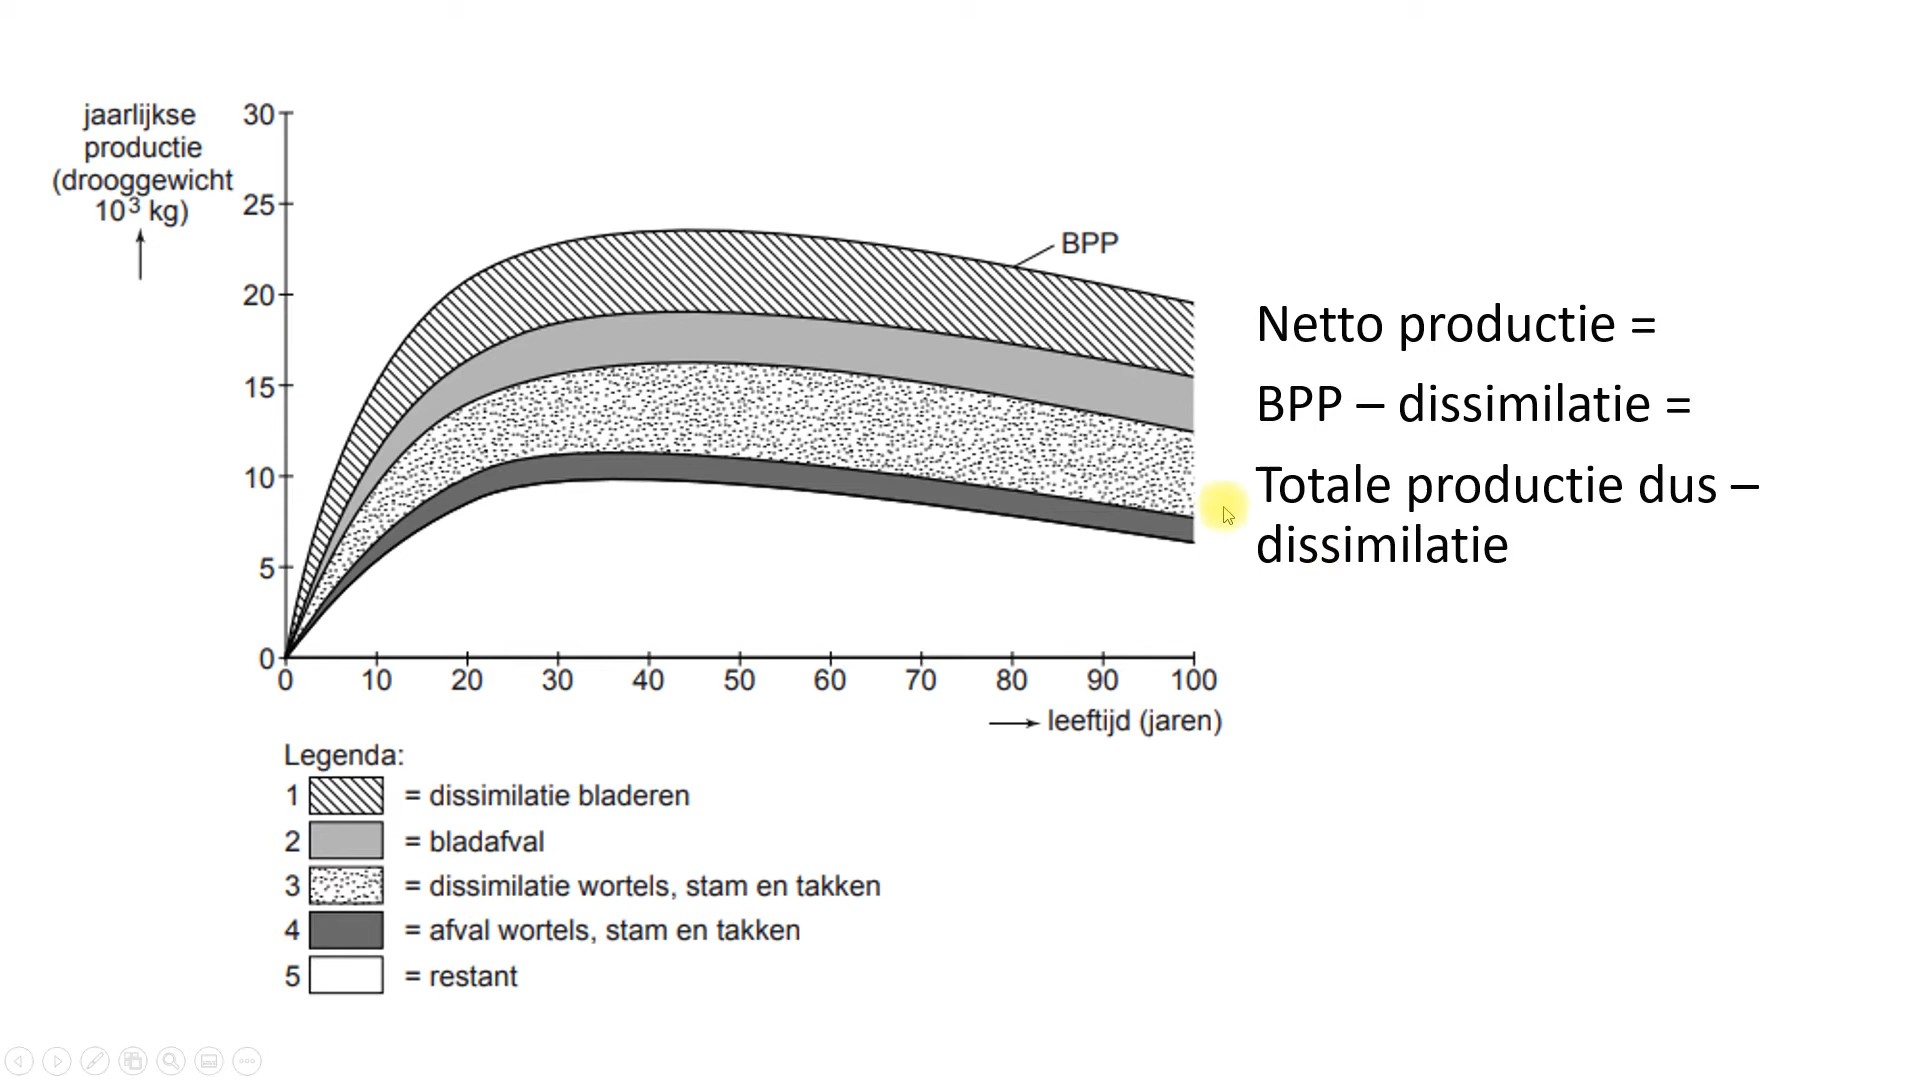 jaarlijkse
productie
(drooggewicht
10³ kg)
30
25
20
15
10
5
0
BPP
0 10 20 30 40 50 60 70 80 90 100
leeftijd (jaren)
Netto productie =
BPP – dissimilatie =
Totale productie dus –
dissimilatie
Legenda:
1 = dissimilatie bladeren
2 = bladafval
3 = dissimilatie wortels, stam en takken
4 = afval wortels, stam en takken
5 = restant